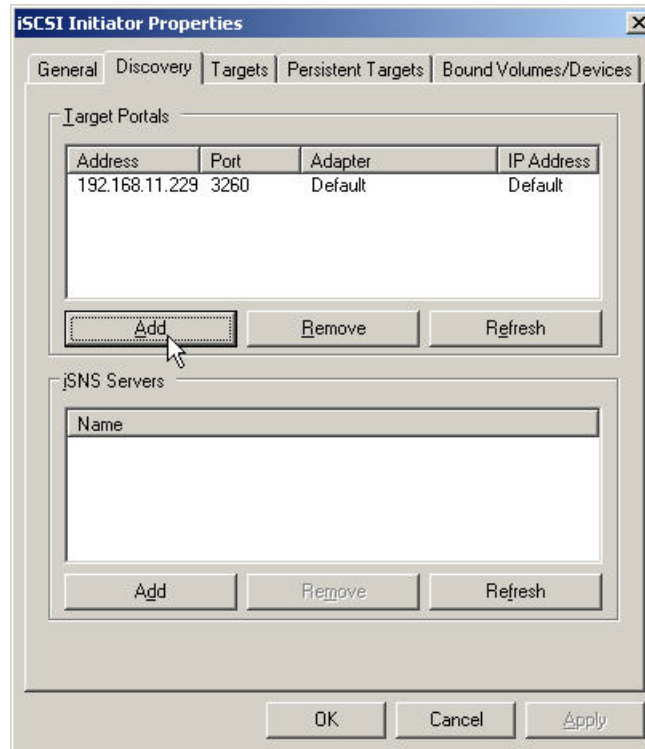 iSCSI Initiator Properties
General Discovery Targets Persistent Targets Bound Volumes/Devices
Target Portals
Address Port Adapter IP Address
192.168.11.229 3260 Default Default
Add Remove Refresh
iSNS Servers
Name
Add Remove Refresh
OK Cancel Apply